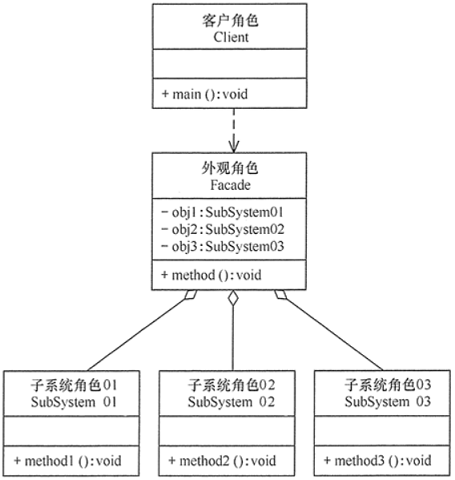 客户角色
Client
+ main ():void
外观角色
Facade
- obj1:SubSystem01
- obj2:SubSystem02
- obj3:SubSystem03
+ method ():void
子系统角色01
SubSystem 01
+ method1 ():void
子系统角色02
SubSystem 02
+ method2 ():void
子系统角色03
SubSystem 03
+ method3 ():void